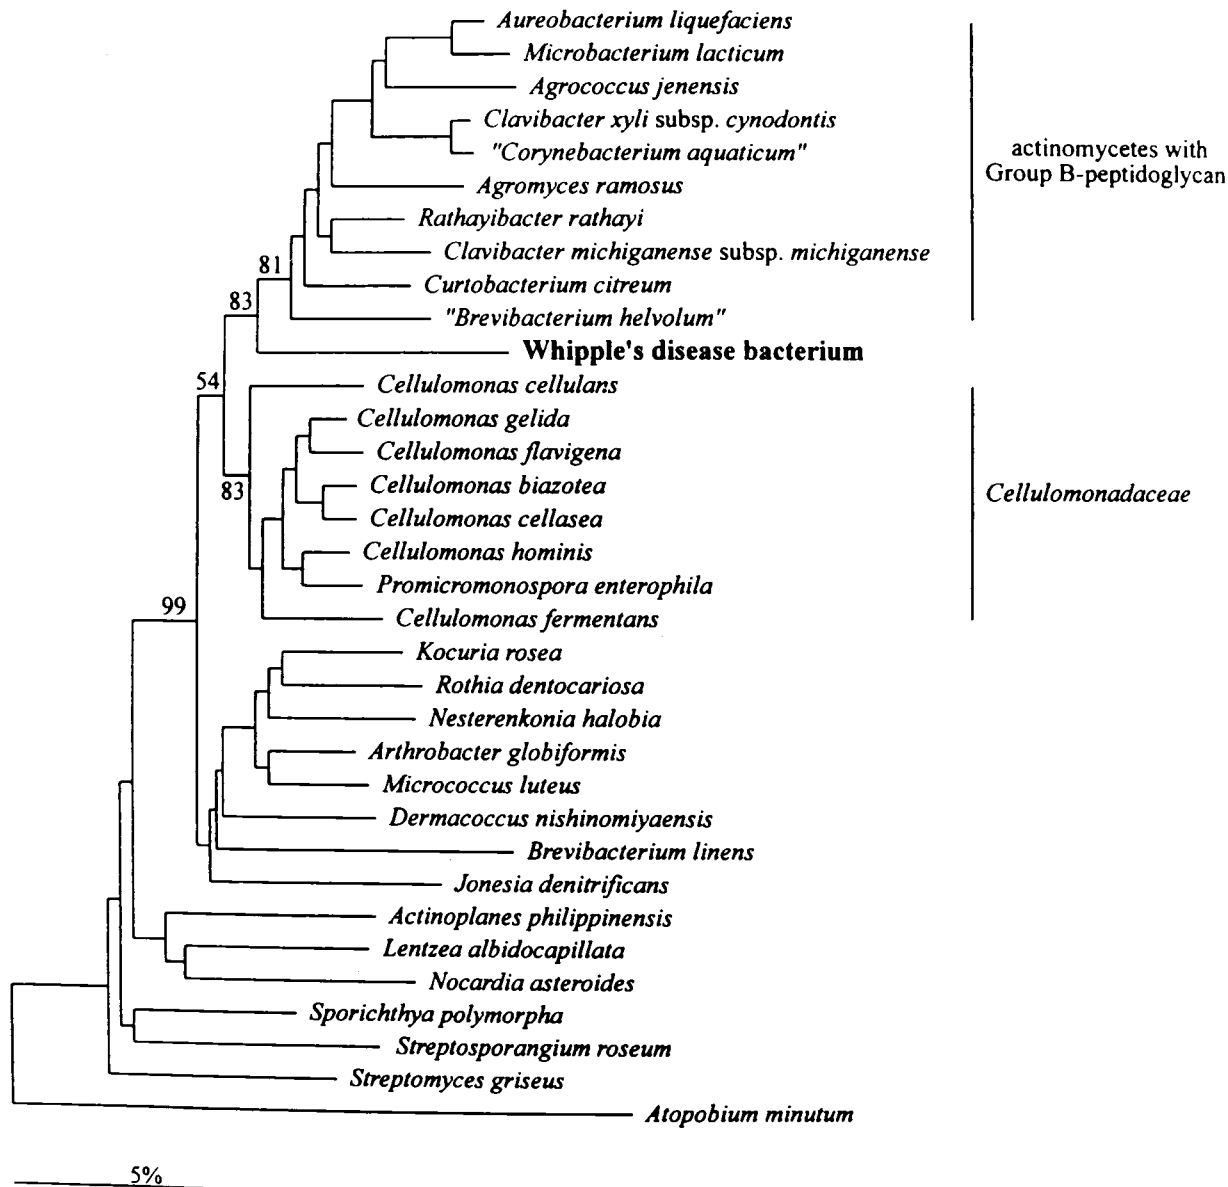 Aureobacterium liquefaciens
Microbacterium lacticum
Agrococcus jenensis
Clavibacter xyli subsp. cynodontis
"Corynebacterium aquaticum"
actinomycetes with
Group B-peptidoglycan
Agromyces ramosus
Rathayibacter rathayi
Clavibacter michiganense subsp. michiganense
81
Curtobacterium citreum
83
"Brevibacterium helvolum"
Whipple's disease bacterium
54
Cellulomonas cellulans
Cellulomonas gelida
Cellulomonas flavigena
83
Cellulomonas biazotea
Cellulomonadaceae
Cellulomonas cellasea
Cellulomonas hominis
Promicromonospora enterophila
99
Cellulomonas fermentans
Kocuria rosea
Rothia dentocariosa
Nesterenkonia halobia
Arthrobacter globiformis
Micrococcus luteus
Dermacoccus nishinomiyaensis
Brevibacterium linens
Jonesia denitrificans
Actinoplanes philippinensis
Lentzea albidocapillata
Nocardia asteroides
Sporichthya polymorpha
Streptosporangium roseum
Streptomyces griseus
Atopobium minutum
5%